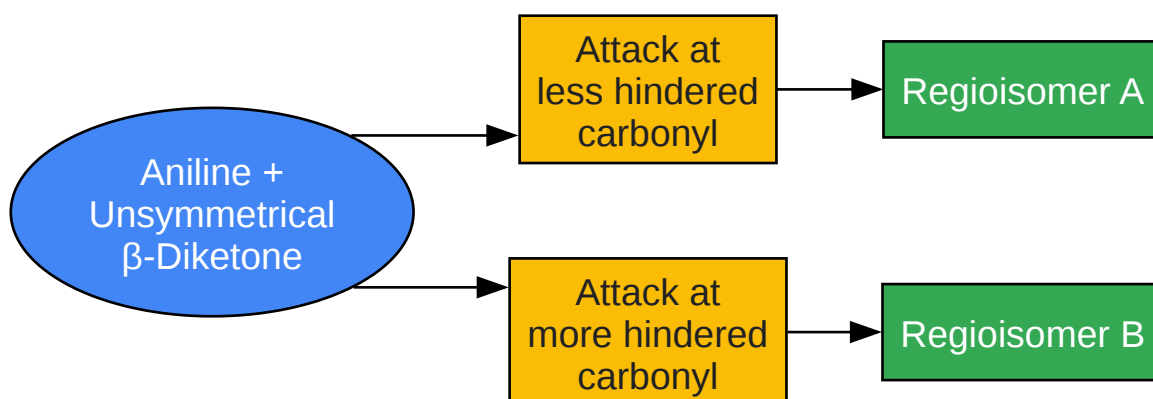 Aniline +
Unsymmetrical
β-Diketone
Attack at
less hindered
carbonyl
Regioisomer A
Attack at
more hindered
carbonyl
Regioisomer B